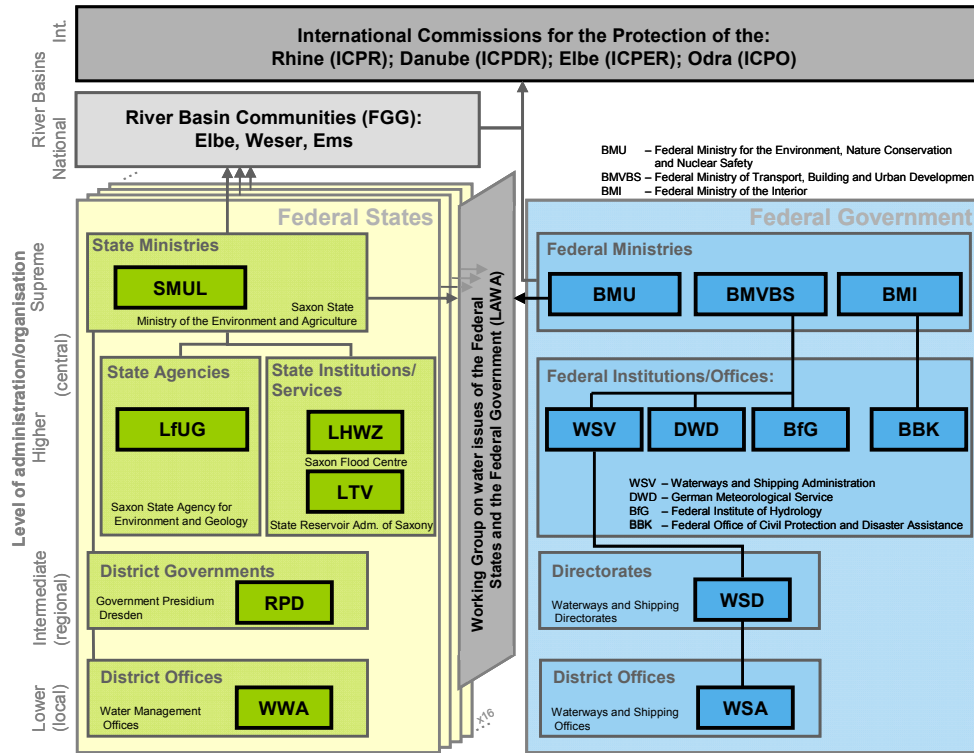 International Commissions for the Protection of the:
Rhine (ICPR); Danube (ICPDR); Elbe (ICPER); Odra (ICPO)
Int.
River Basins
National
River Basin Communities (FGG):
Elbe, Weser, Ems
BMU – Federal Ministry for the Environment, Nature Conservation
and Nuclear Safety
BMVBS – Federal Ministry of Transport, Building and Urban Development
BMI – Federal Ministry of the Interior
...
Level of administration/organisation
Supreme
(central)
Higher
Intermediate
(regional)
Lower
(local)
Federal States
State Ministries
SMUL
Saxon State
Ministry of the Environment and Agriculture
State Agencies
LfUG
Saxon State Agency for
Environment and Geology
State Institutions/
Services
LHWZ
Saxon Flood Centre
LTV
State Reservoir Adm. of Saxony
District Governments
Government Presidium
Dresden
RPD
District Offices
Water Management
Offices
WWA
x16
...
Working Group on water issues of the Federal
States and the Federal Government (LAWA)
Federal Government
Federal Ministries
BMU
BMVBS
BMI
Federal Institutions/Offices:
WSV
DWD
BfG
BBK
WSV – Waterways and Shipping Administration
DWD – German Meteorological Service
BfG – Federal Institute of Hydrology
BBK – Federal Office of Civil Protection and Disaster Assistance
Directorates
Waterways and Shipping
Directorates
WSD
District Offices
Waterways and Shipping
Offices
WSA